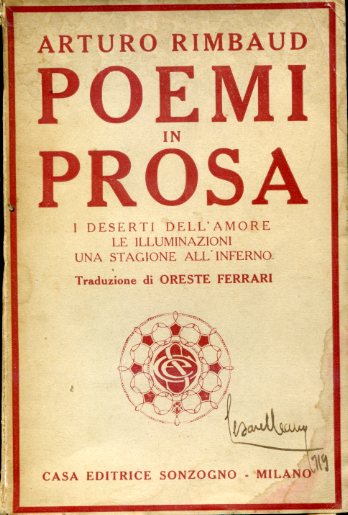 ARTURO RIMBAUD
POEMI
IN
PROSA
I DESERTI DELL'AMORE
LE ILLUMINAZIONI
UNA STAGIONE ALL'INFERNO
Traduzione di ORESTE FERRARI
CASA EDITRICE SONZOGNO - MILANO